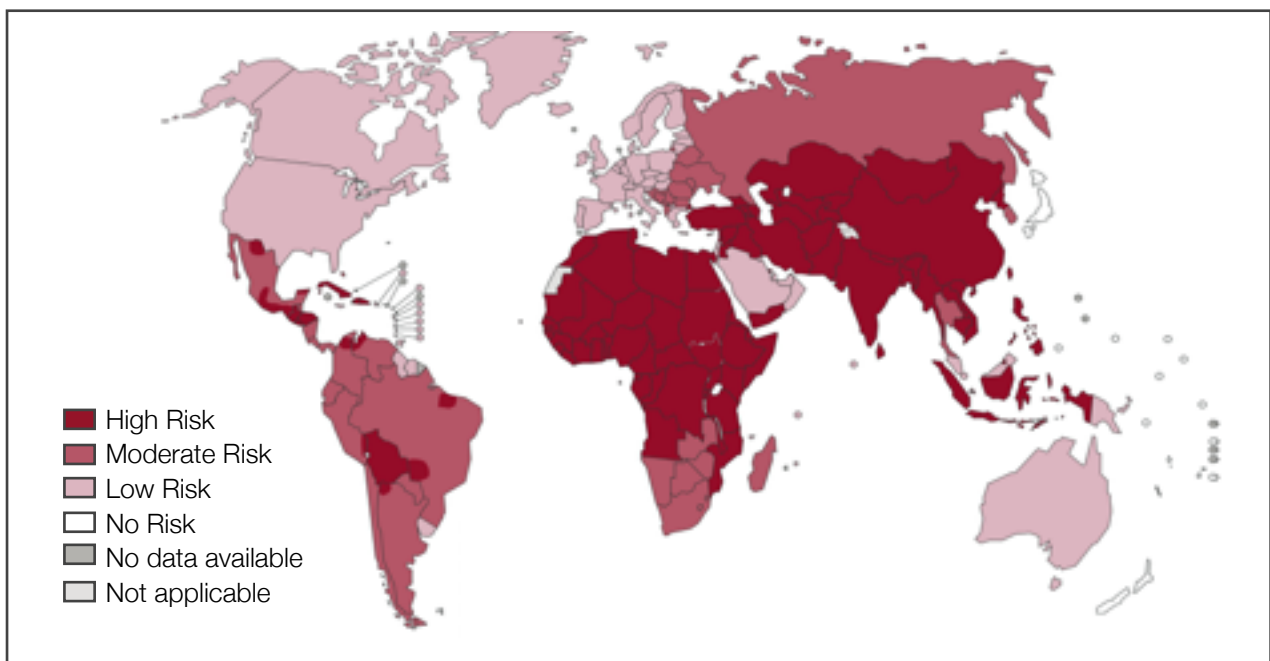 High Risk
Moderate Risk
Low Risk
No Risk
No data available
Not applicable